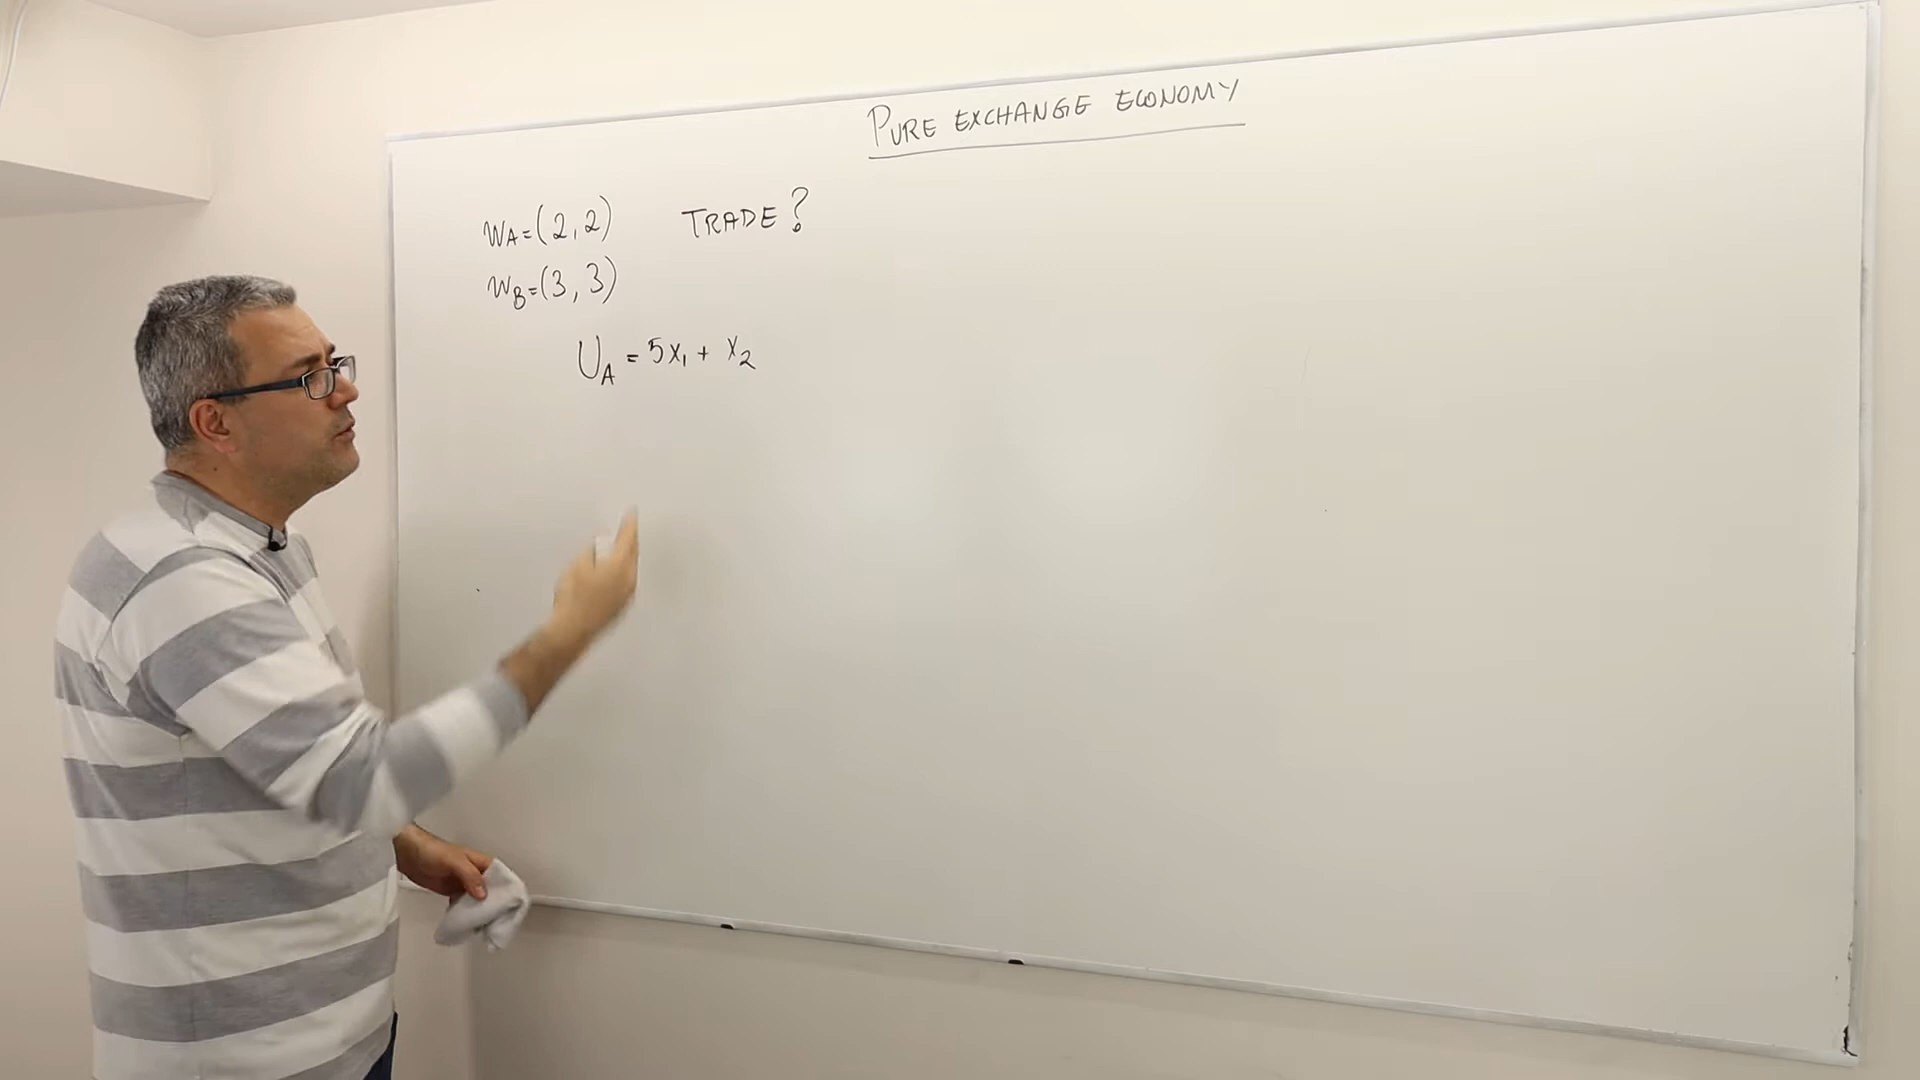 PURE EXCHANGE ECONOMY
WA=(2,2) TRADE?
WB=(3,3)
UA = 5x₁ + x₂